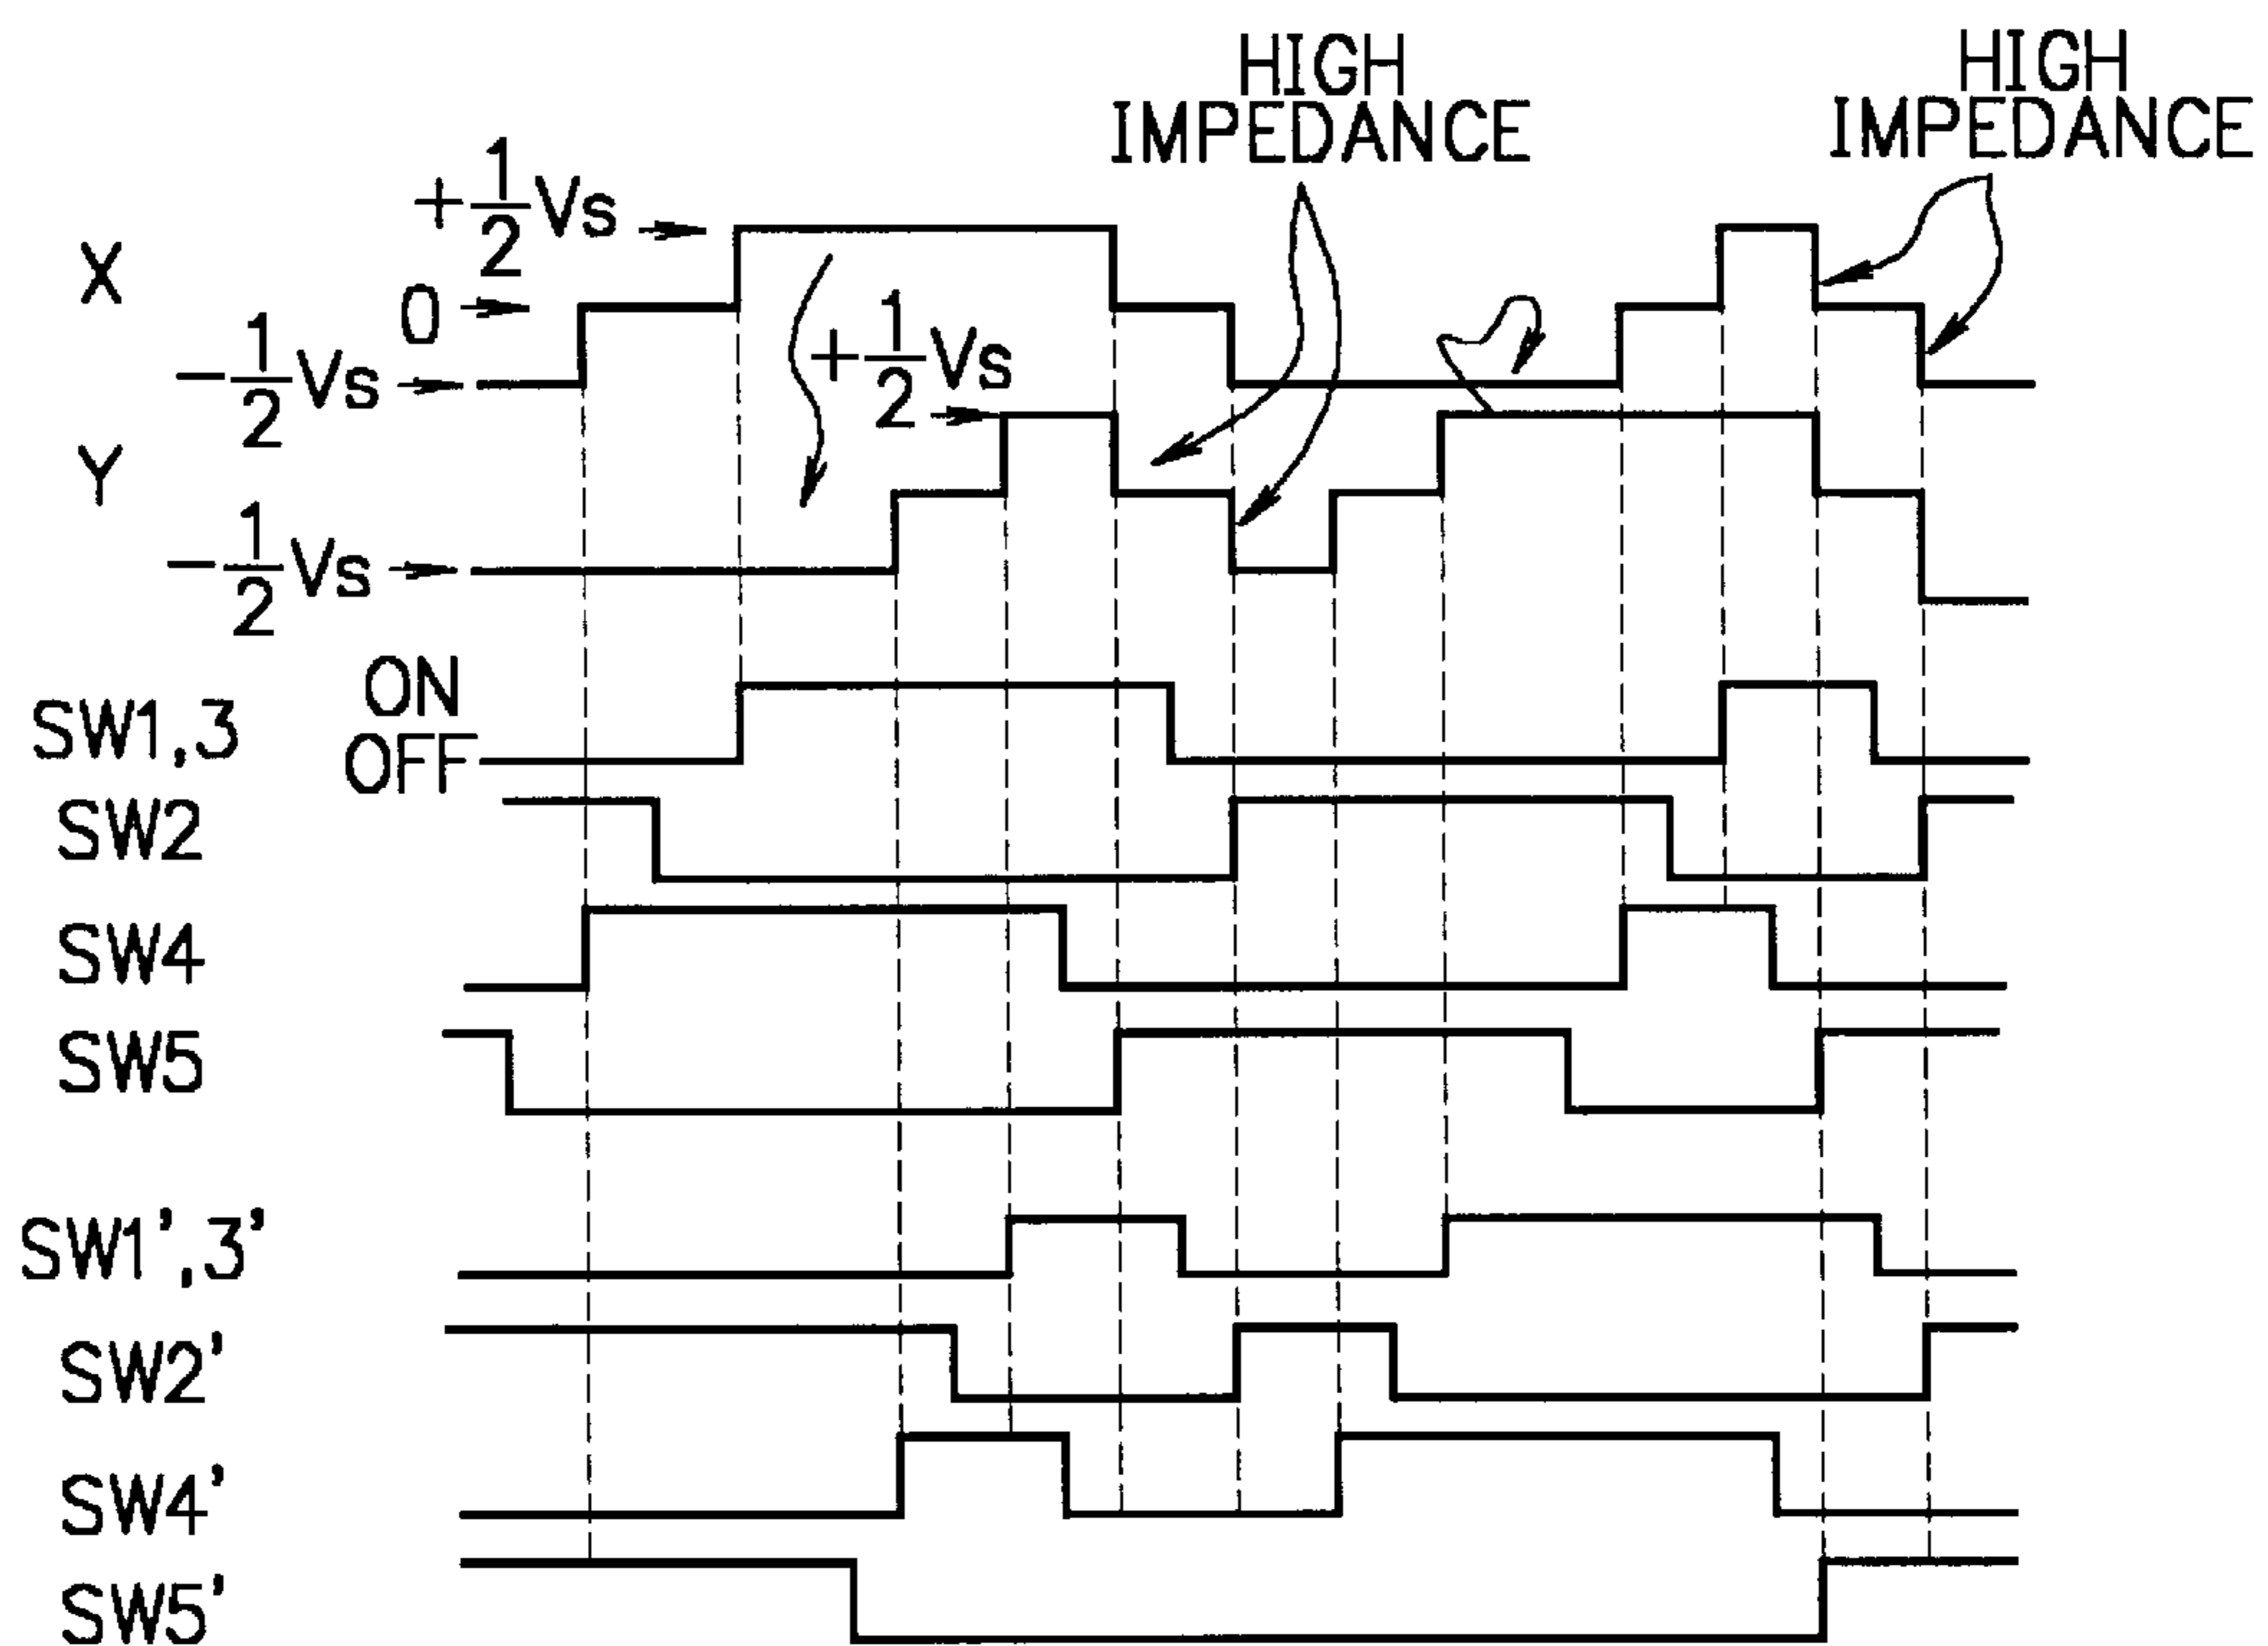 HIGH
IMPEDANCE
HIGH
IMPEDANCE
X
+1/2Vs
0
-1/2Vs
Y
+1/2Vs
-1/2Vs
ON
OFF
SW1,3
SW2
SW4
SW5
SW1',3'
SW2'
SW4'
SW5'